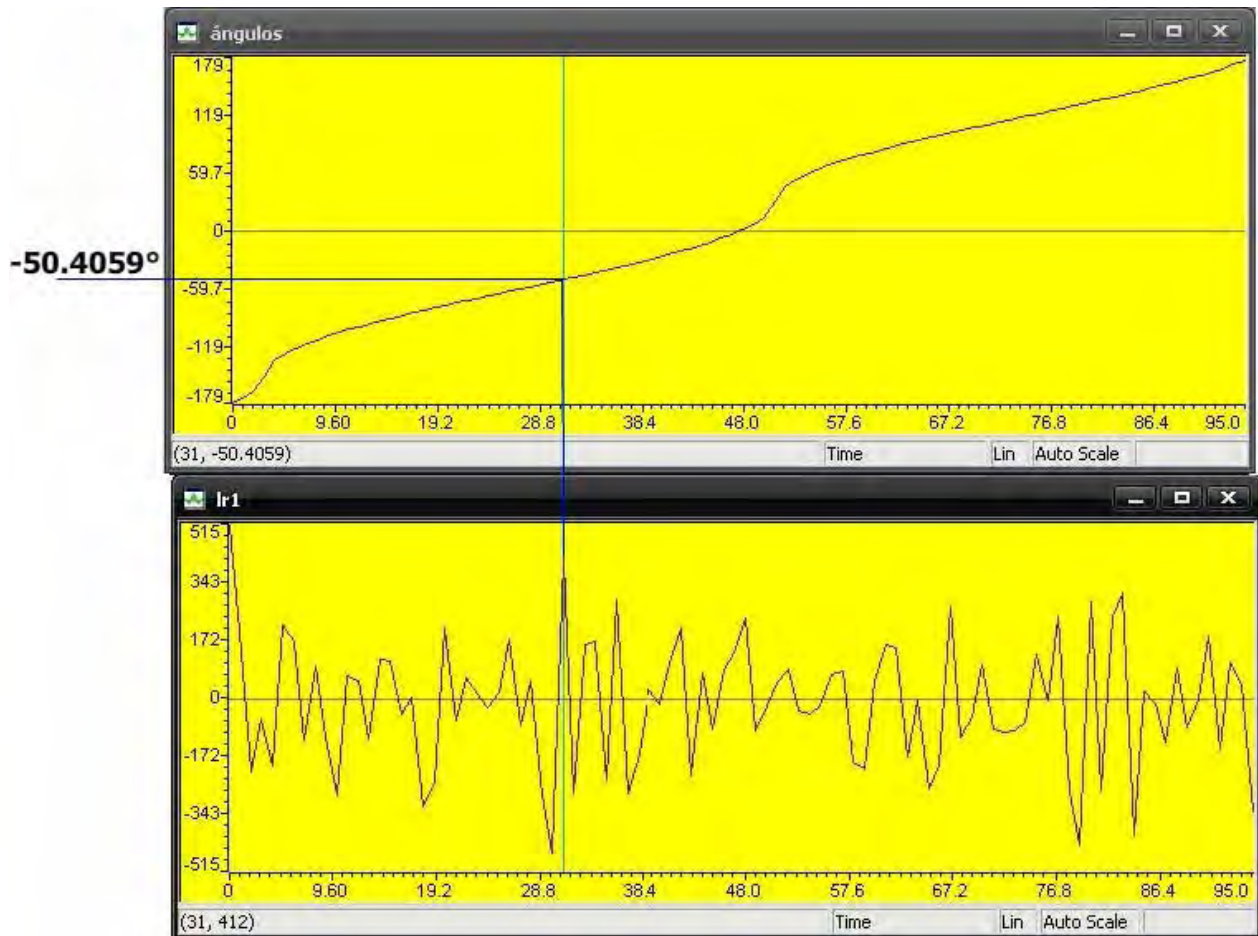 ángulos
179
119
59.7
0
-50.4059°
-59.7
-119
-179
0 9.60 19.2 28.8 38.4 48.0 57.6 67.2 76.8 86.4 95.0
(31, -50.4059) Time Lin Auto Scale
Ir1
515
343
172
0
-172
-343
-515
0 9.60 19.2 28.8 38.4 48.0 57.6 67.2 76.8 86.4 95.0
(31, 412) Time Lin Auto Scale